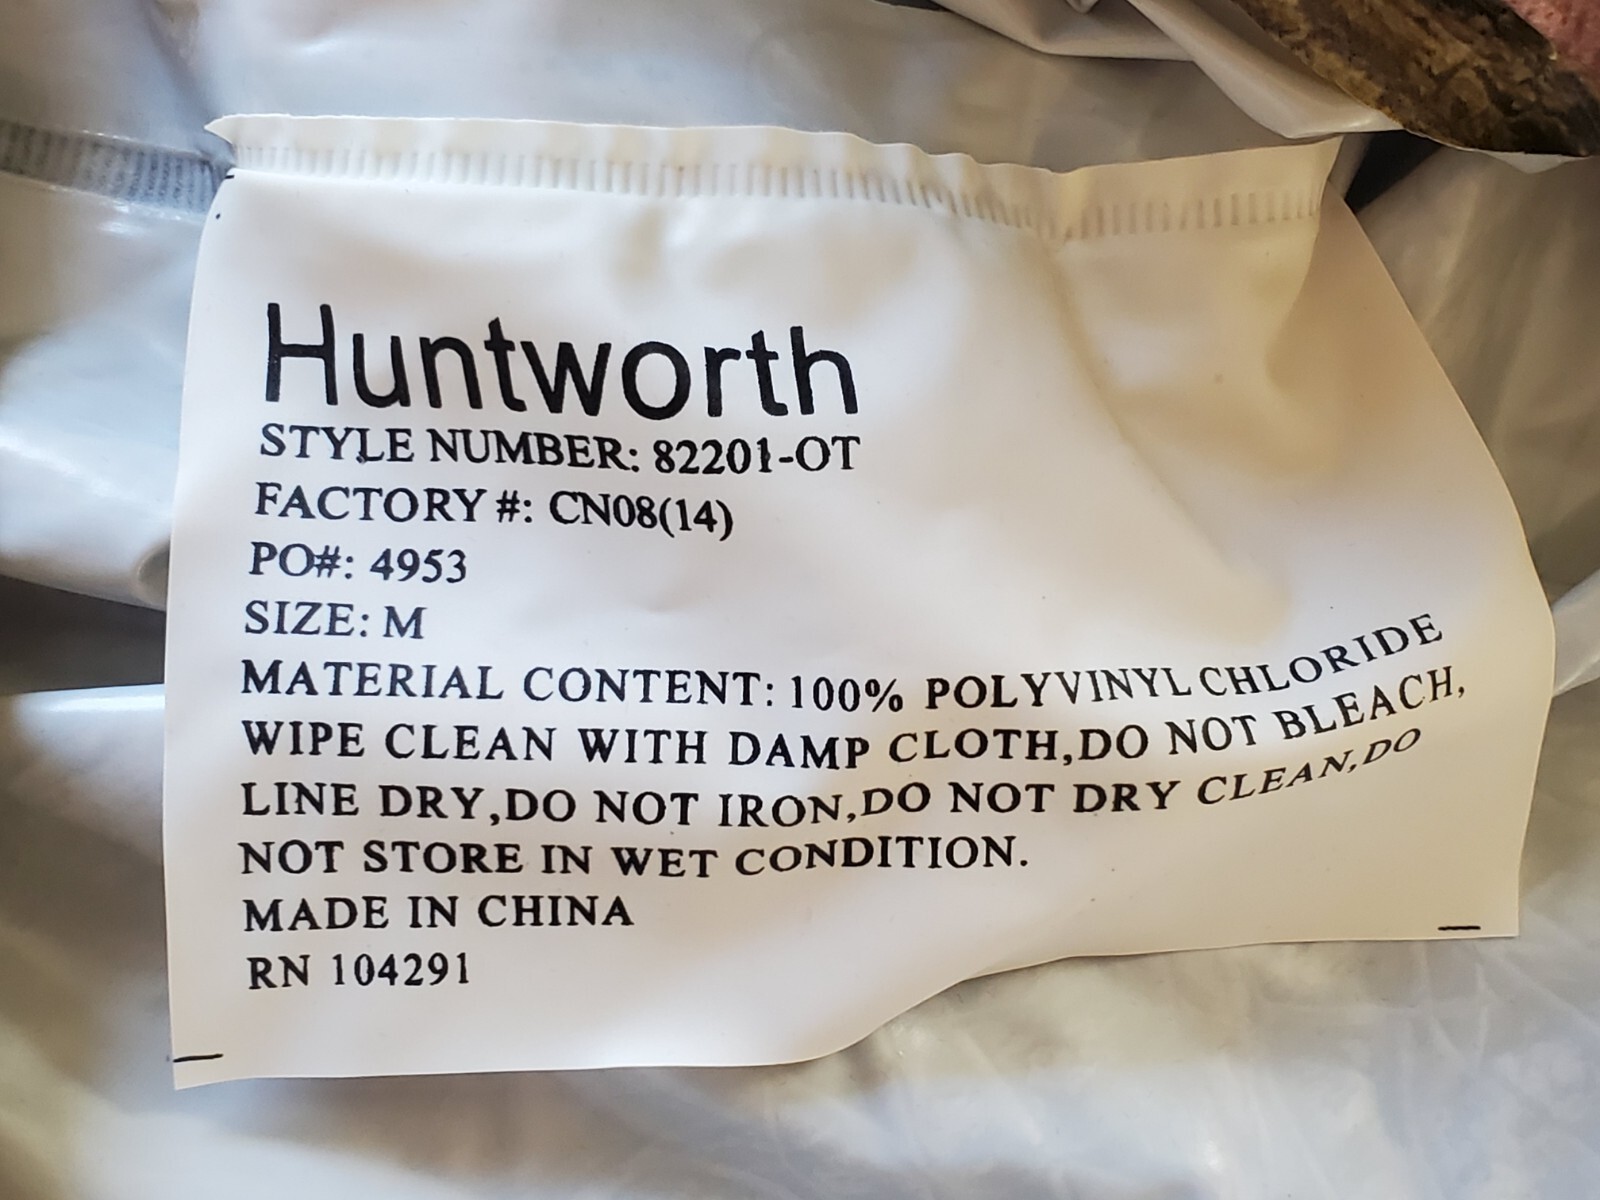 Huntworth
STYLE NUMBER: 82201-OT
FACTORY #: CN08(14)
PO#: 4953
SIZE: M
MATERIAL CONTENT: 100% POLYVINYL CHLORIDE
WIPE CLEAN WITH DAMP CLOTH,DO NOT BLEACH,
LINE DRY,DO NOT IRON,DO NOT DRY CLEAN,DO
NOT STORE IN WET CONDITION.
MADE IN CHINA
RN 104291